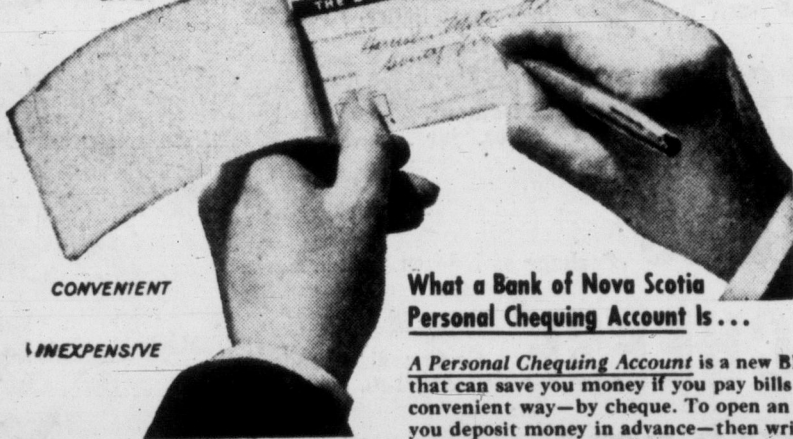 THE
CONVENIENT
INEXPENSIVE
What a Bank of Nova Scotia
Personal Chequing Account Is...
A Personal Chequing Account is a new
that can save you money if you pay bills
convenient way—by cheque. To open an
you deposit money in advance—then